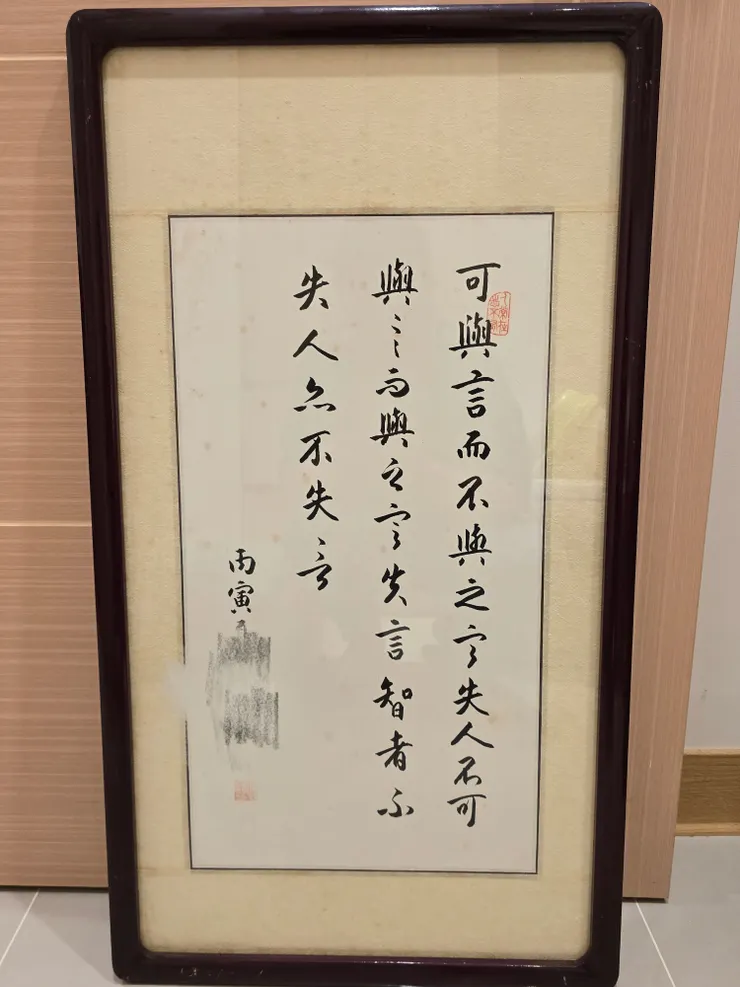 可與言而不與之言失人不可
與言而與之言失言智者不
失人亦不失言
丙寅